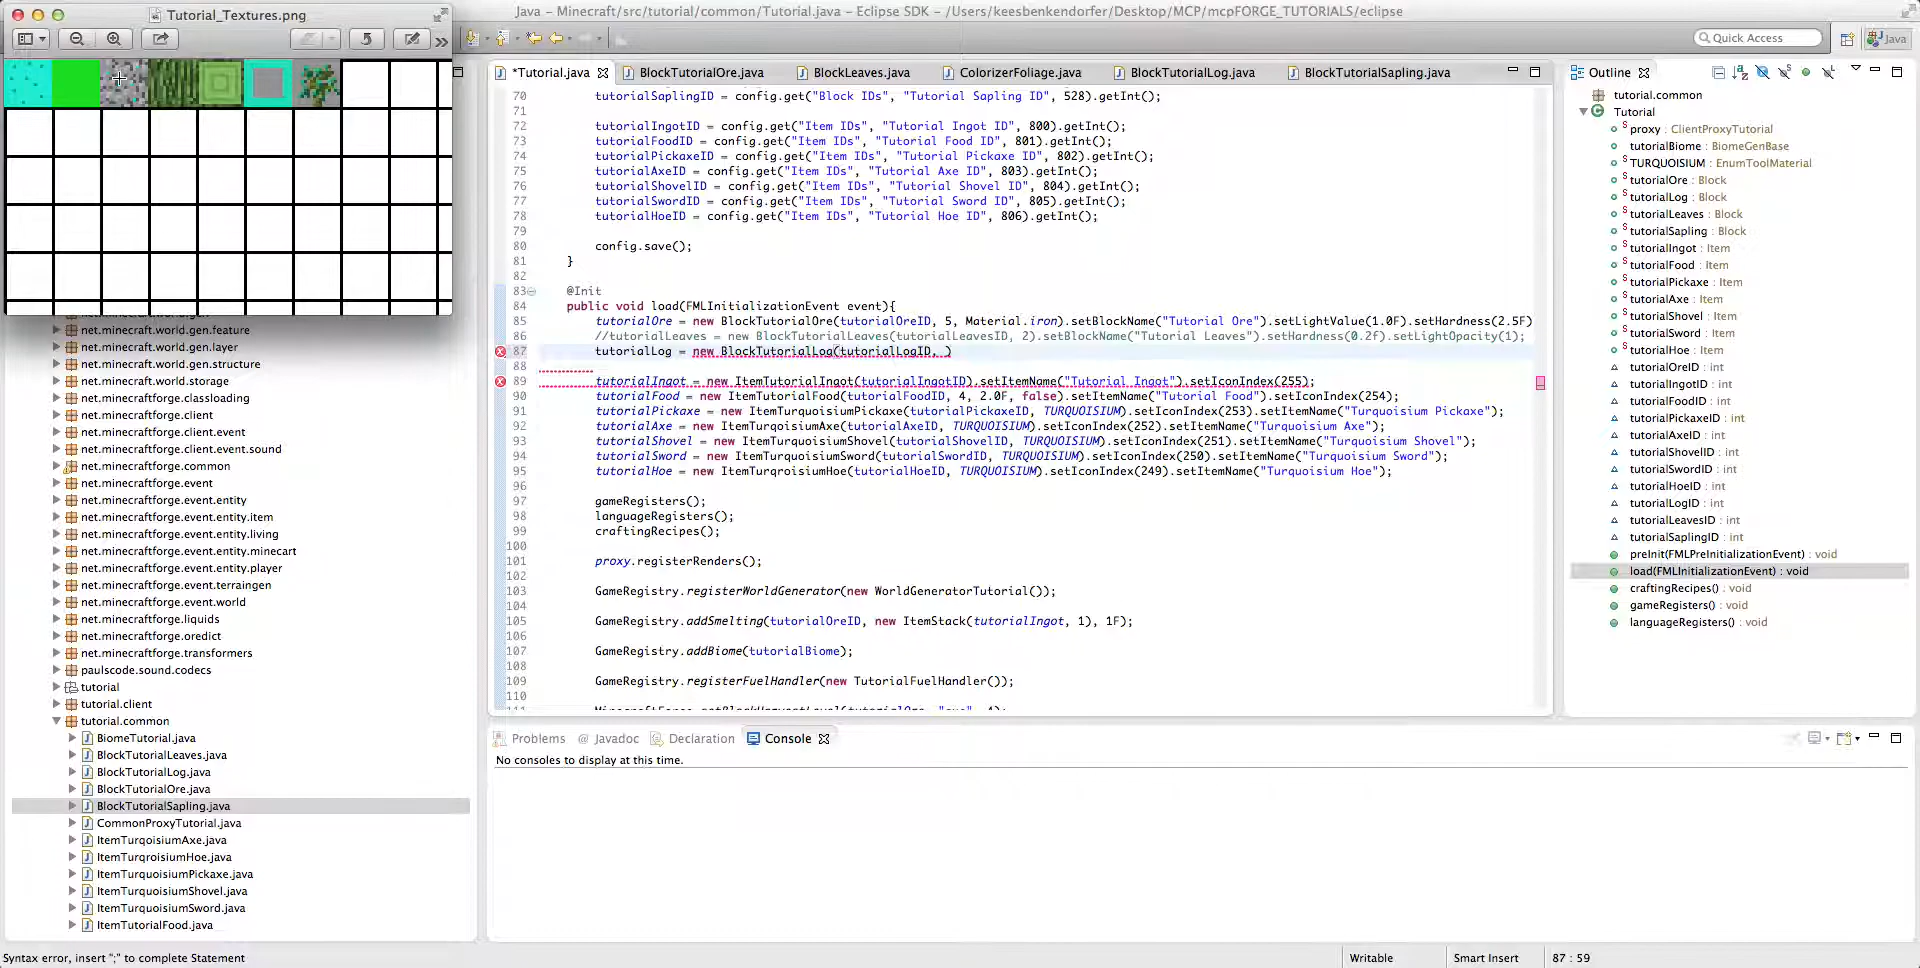 Tutorial_Textures.png
Java – Minecraft/src/tutorial/common/Tutorial.java – Eclipse SDK – /Users/keesbenkendorfer/Desktop/MCP/mcpFORGE_TUTORIALS/eclipse
Quick Access
Java
*Tutorial.java
BlockTutorialOre.java
BlockLeaves.java
ColorizerFoliage.java
BlockTutorialLog.java
BlockTutorialSapling.java
70 tutorialSaplingID = config.get("Block IDs", "Tutorial Sapling ID", 528).getInt();
71
72 tutorialIngotID = config.get("Item IDs", "Tutorial Ingot ID", 800).getInt();
73 tutorialFoodID = config.get("Item IDs", "Tutorial Food ID", 801).getInt();
74 tutorialPickaxeID = config.get("Item IDs", "Tutorial Pickaxe ID", 802).getInt();
75 tutorialAxeID = config.get("Item IDs", "Tutorial Axe ID", 803).getInt();
76 tutorialShovelID = config.get("Item IDs", "Tutorial Shovel ID", 804).getInt();
77 tutorialSwordID = config.get("Item IDs", "Tutorial Sword ID", 805).getInt();
78 tutorialHoeID = config.get("Item IDs", "Tutorial Hoe ID", 806).getInt();
79
80 config.save();
81 }
82
83 @Init
84 public void load(FMLInitializationEvent event){
85 tutorialOre = new BlockTutorialOre(tutorialOreID, 5, Material.iron).setBlockName("Tutorial Ore").setLightValue(1.0F).setHardness(2.5F)
86 //tutorialLeaves = new BlockTutorialLeaves(tutorialLeavesID, 2).setBlockName("Tutorial Leaves").setHardness(0.2f).setLightOpacity(1);
87 tutorialLog = new BlockTutorialLog(tutorialLogID, )
88
89 tutorialIngot = new ItemTutorialIngot(tutorialIngotID).setItemName("Tutorial Ingot").setIconIndex(255);
90 tutorialFood = new ItemTutorialFood(tutorialFoodID, 4, 2.0F, false).setItemName("Tutorial Food").setIconIndex(254);
91 tutorialPickaxe = new ItemTurquoisiumPickaxe(tutorialPickaxeID, TURQUOISIUM).setIconIndex(253).setItemName("Turquoisium Pickaxe");
92 tutorialAxe = new ItemTurqoisiumAxe(tutorialAxeID, TURQUOISIUM).setIconIndex(252).setItemName("Turquoisium Axe");
93 tutorialShovel = new ItemTurquoisiumShovel(tutorialShovelID, TURQUOISIUM).setIconIndex(251).setItemName("Turquoisium Shovel");
94 tutorialSword = new ItemTurquoisiumSword(tutorialSwordID, TURQUOISIUM).setIconIndex(250).setItemName("Turquoisium Sword");
95 tutorialHoe = new ItemTurqroisiumHoe(tutorialHoeID, TURQUOISIUM).setIconIndex(249).setItemName("Turquoisium Hoe");
96
97 gameRegisters();
98 languageRegisters();
99 craftingRecipes();
100
101 proxy.registerRenders();
102
103 GameRegistry.registerWorldGenerator(new WorldGeneratorTutorial());
104
105 GameRegistry.addSmelting(tutorialOreID, new ItemStack(tutorialIngot, 1), 1F);
106
107 GameRegistry.addBiome(tutorialBiome);
108
109 GameRegistry.registerFuelHandler(new TutorialFuelHandler());
110
net.minecraft.world.gen.feature
net.minecraft.world.gen.layer
net.minecraft.world.gen.structure
net.minecraft.world.storage
net.minecraftforge.classloading
net.minecraftforge.client
net.minecraftforge.client.event
net.minecraftforge.client.event.sound
net.minecraftforge.common
net.minecraftforge.event
net.minecraftforge.event.entity
net.minecraftforge.event.entity.item
net.minecraftforge.event.entity.living
net.minecraftforge.event.entity.minecart
net.minecraftforge.event.entity.player
net.minecraftforge.event.terraingen
net.minecraftforge.event.world
net.minecraftforge.liquids
net.minecraftforge.oredict
net.minecraftforge.transformers
paulscode.sound.codecs
tutorial
tutorial.client
tutorial.common
BiomeTutorial.java
BlockTutorialLeaves.java
BlockTutorialLog.java
BlockTutorialOre.java
BlockTutorialSapling.java
CommonProxyTutorial.java
ItemTurqoisiumAxe.java
ItemTurqroisiumHoe.java
ItemTurquoisiumPickaxe.java
ItemTurquoisiumShovel.java
ItemTurquoisiumSword.java
ItemTutorialFood.java
Outline
tutorial.common
Tutorial
proxy : ClientProxyTutorial
tutorialBiome : BiomeGenBase
TURQUOISIUM : EnumToolMaterial
tutorialOre : Block
tutorialLog : Block
tutorialLeaves : Block
tutorialSapling : Block
tutorialIngot : Item
tutorialFood : Item
tutorialPickaxe : Item
tutorialAxe : Item
tutorialShovel : Item
tutorialSword : Item
tutorialHoe : Item
tutorialOreID : int
tutorialIngotID : int
tutorialFoodID : int
tutorialPickaxeID : int
tutorialAxeID : int
tutorialShovelID : int
tutorialSwordID : int
tutorialHoeID : int
tutorialLogID : int
tutorialLeavesID : int
tutorialSaplingID : int
preInit(FMLPreInitializationEvent) : void
load(FMLInitializationEvent) : void
craftingRecipes() : void
gameRegisters() : void
languageRegisters() : void
Problems
@ Javadoc
Declaration
Console
No consoles to display at this time.
Syntax error, insert ";" to complete Statement
Writable
Smart Insert
87 : 59